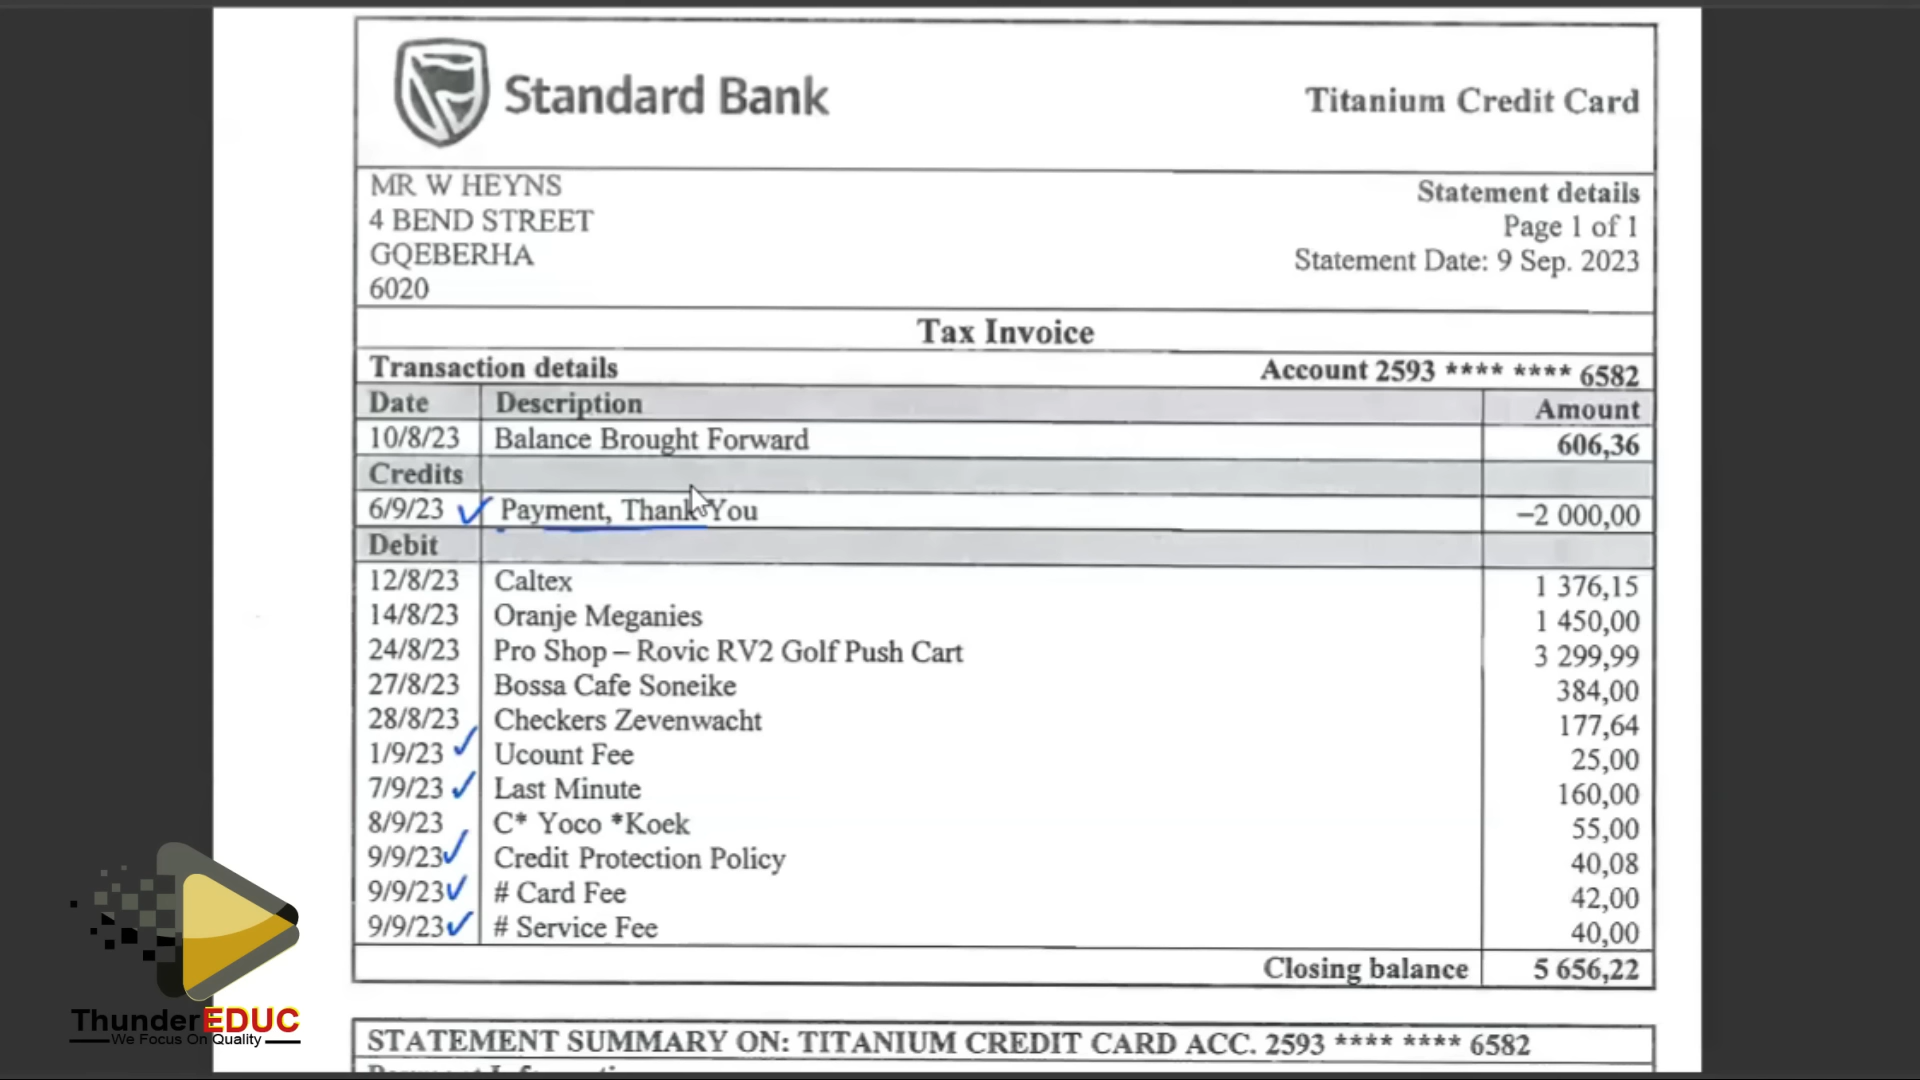 Standard Bank
Titanium Credit Card
MR W HEYNS
4 BEND STREET
GQEBERHA
6020
Statement details
Page 1 of 1
Statement Date: 9 Sep. 2023
Tax Invoice
Transaction details Account 2593 **** **** 6582
Date Description Amount
10/8/23 Balance Brought Forward 606,36
Credits
6/9/23 Payment, Thank You –2 000,00
Debit
12/8/23 Caltex 1 376,15
14/8/23 Oranje Meganies 1 450,00
24/8/23 Pro Shop – Rovic RV2 Golf Push Cart 3 299,99
27/8/23 Bossa Cafe Soneike 384,00
28/8/23 Checkers Zevenwacht 177,64
1/9/23 Ucount Fee 25,00
7/9/23 Last Minute 160,00
8/9/23 C* Yoco *Koek 55,00
9/9/23 Credit Protection Policy 40,08
9/9/23 # Card Fee 42,00
9/9/23 # Service Fee 40,00
Closing balance 5 656,22
STATEMENT SUMMARY ON: TITANIUM CREDIT CARD ACC. 2593 **** **** 6582
ThunderEDUC
We Focus On Quality